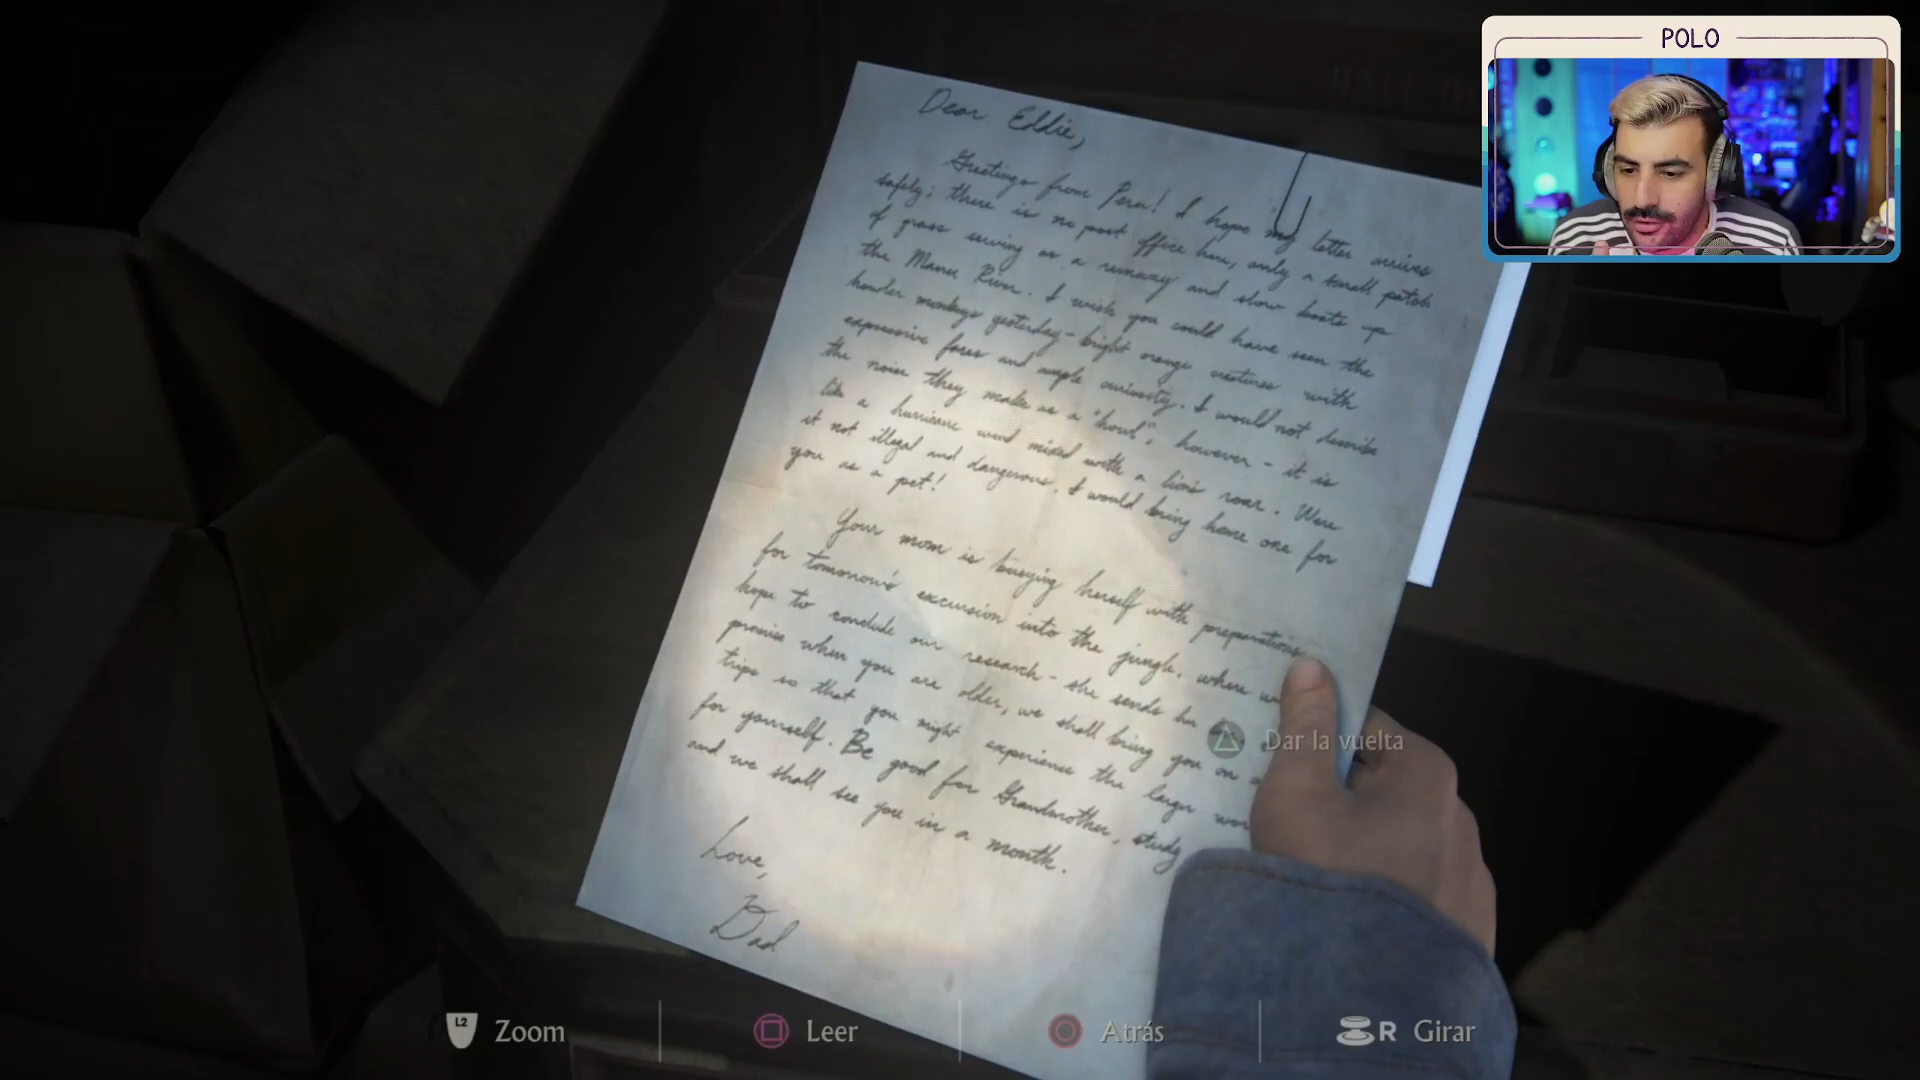 POLO
Dear Eddie,
Greetings from Peru! I hope my letter arrives
safely; there is no post office here, only a small patch
of grass serving as a runway and slow boats up
the Manu River. I wish you could have seen the
howler monkeys yesterday - bright orange creatures with
expressive faces and ample curiosity. I would not describe
the noise they make as a "howl", however - it is
like a hurricane wind mixed with a lion's roar. Were
it not illegal and dangerous, I would bring home one for
you as a pet!
Your mom is busying herself with preparations
for tomorrow's excursion into the jungle, where we
hope to conclude our research - she sends her
promise when you are older, we shall bring you on
trips so that you might experience the larger
for yourself. Be good for Grandmother, study
and we shall see you in a month.
Love,
Dad
Dar la vuelta
L2 Zoom
Leer
Atrás
R Girar